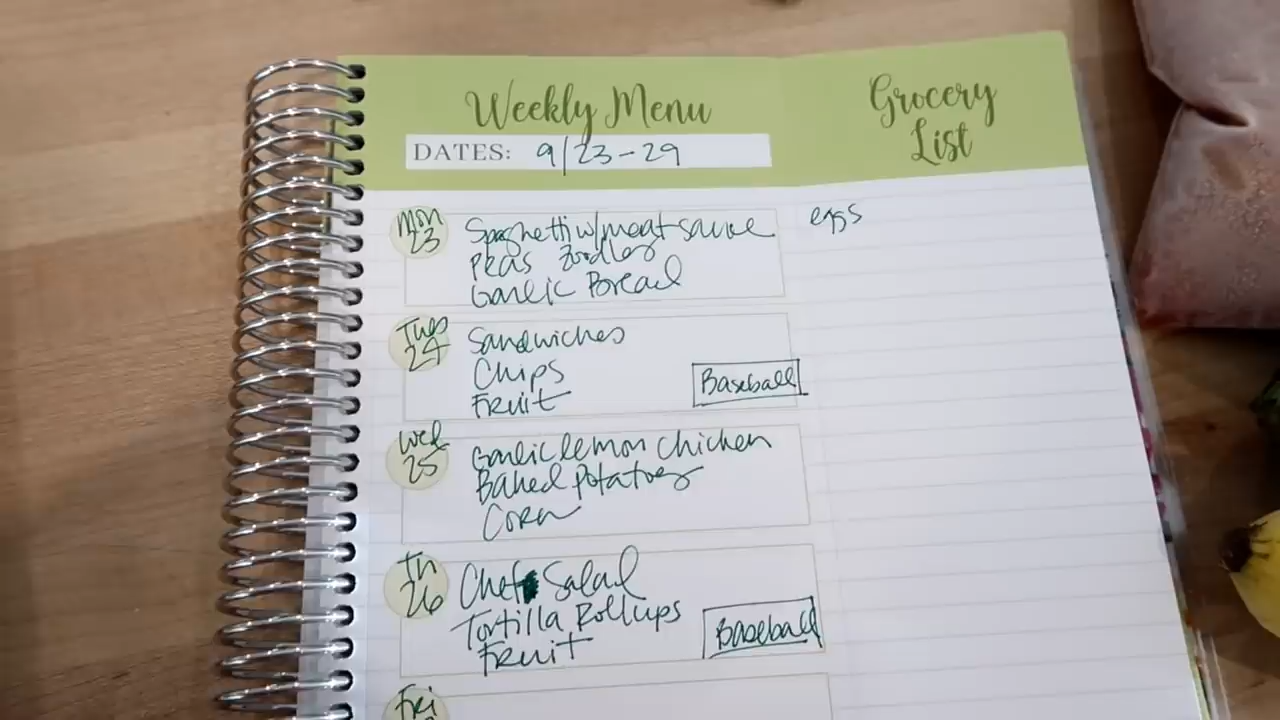 Weekly Menu
Grocery
List
DATES: 9/23-29
Mon
23
Spaghetti w/meat sauce
Peas Zoodles
Garlic Bread
eggs
Tues
24
Sandwiches
Chips
Fruit
Baseball
Wed
25
Garlic lemon chicken
Baked Potatoes
Corn
Th
26
Chef Salad
Tortilla Rollups
Fruit
Baseball
Fri